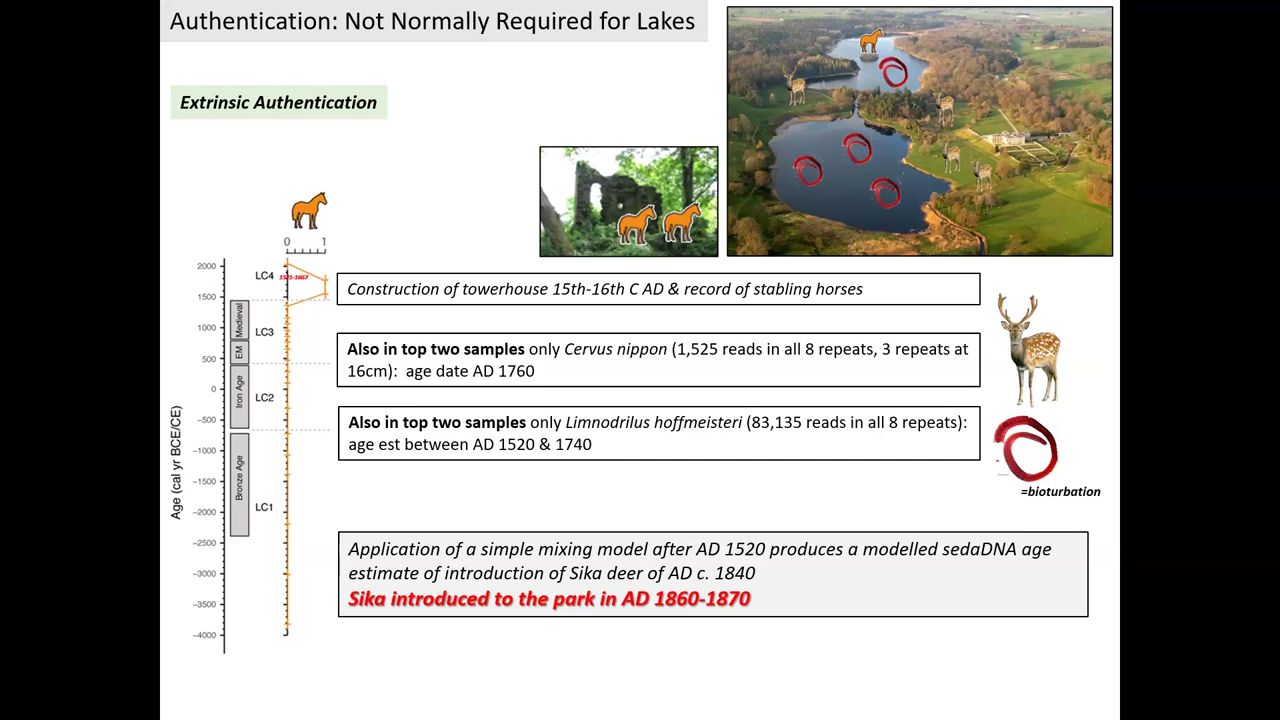 Authentication: Not Normally Required for Lakes
Extrinsic Authentication
0 1
2000
1500
1000
500
0
−500
−1000
−1500
−2000
−2500
−3000
−3500
−4000
Age (cal yr BCE/CE)
Medieval
EM
Iron Age
Bronze Age
LC4
1521-1667
LC3
LC2
LC1
Construction of towerhouse 15th-16th C AD & record of stabling horses
Also in top two samples only Cervus nippon (1,525 reads in all 8 repeats, 3 repeats at
16cm): age date AD 1760
Also in top two samples only Limnodrilus hoffmeisteri (83,135 reads in all 8 repeats):
age est between AD 1520 & 1740
=bioturbation
Application of a simple mixing model after AD 1520 produces a modelled sedaDNA age
estimate of introduction of Sika deer of AD c. 1840
Sika introduced to the park in AD 1860-1870